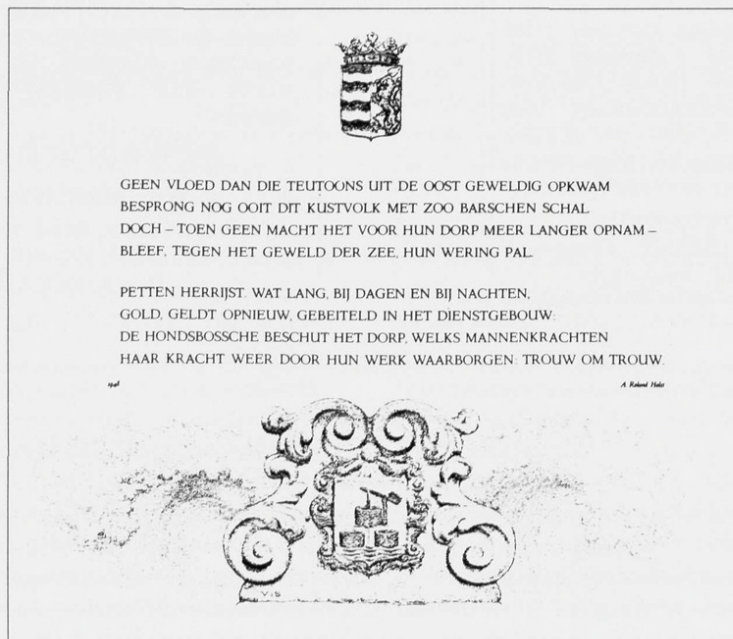 GEEN VLOED DAN DIE TEUTOONS UIT DE OOST GEWELDIG OPKWAM
BESPRONG NOG OOIT DIT KUSTVOLK MET ZOO BARSCHEN SCHAL
DOCH – TOEN GEEN MACHT HET VOOR HUN DORP MEER LANGER OPNAM –
BLEEF, TEGEN HET GEWELD DER ZEE, HUN WERING PAL.
PETTEN HERRIJST. WAT LANG, BIJ DAGEN EN BIJ NACHTEN,
GOLD, GELDT OPNIEUW, GEBEITELD IN HET DIENSTGEBOUW:
DE HONDSBOSSCHE BESCHUT HET DORP, WELKS MANNENKRACHTEN
HAAR KRACHT WEER DOOR HUN WERK WAARBORGEN: TROUW OM TROUW.
1948 A. Roland Holst
VIS